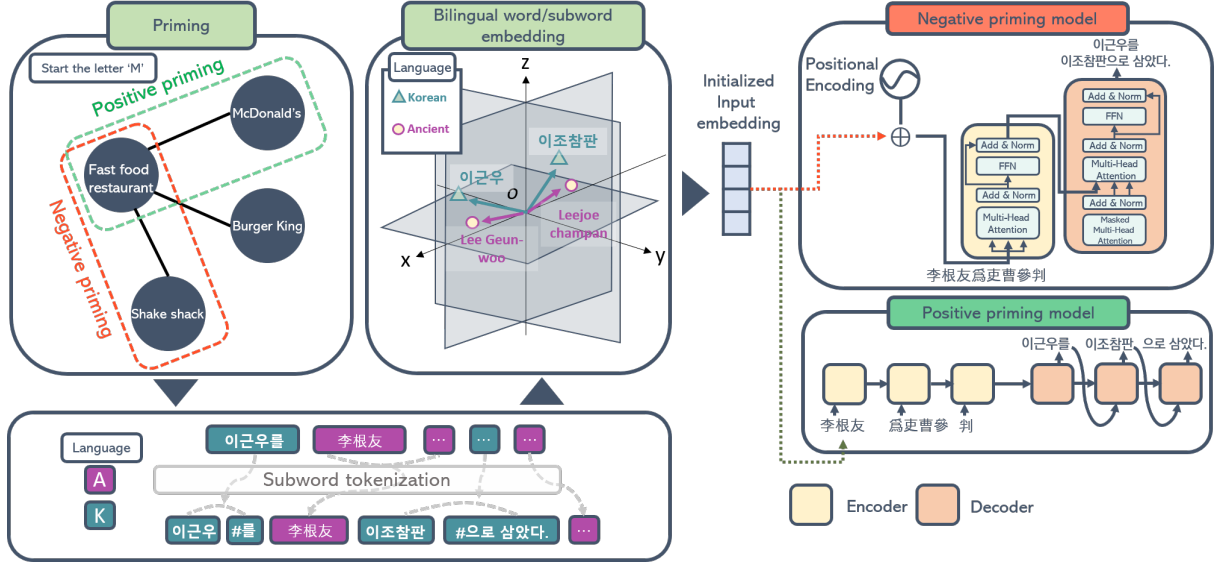 Priming
Start the letter ‘M’
Positive priming
McDonald's
Fast food
restaurant
Burger King
Negative priming
Shake shack
Bilingual word/subword
embedding
Language
Korean
Ancient
z
이조참판
이근우
O
Leejoe
champan
Lee Geun-
woo
x
y
Initialized
Input
embedding
Negative priming model
Positional
Encoding
이근우를
이조참판으로 삼았다.
Add & Norm
FFN
Add & Norm
Multi-Head
Attention
Add & Norm
Masked
Multi-Head
Attention
Add & Norm
FFN
Add & Norm
Multi-Head
Attention
李根友爲吏曹參判
Positive priming model
이근우를
이조참판
으로 삼았다.
李根友
爲吏曹參
判
Encoder
Decoder
Language
A
K
이근우를
李根友
...
...
...
Subword tokenization
이근우
#를
李根友
이조참판
#으로 삼았다.
...